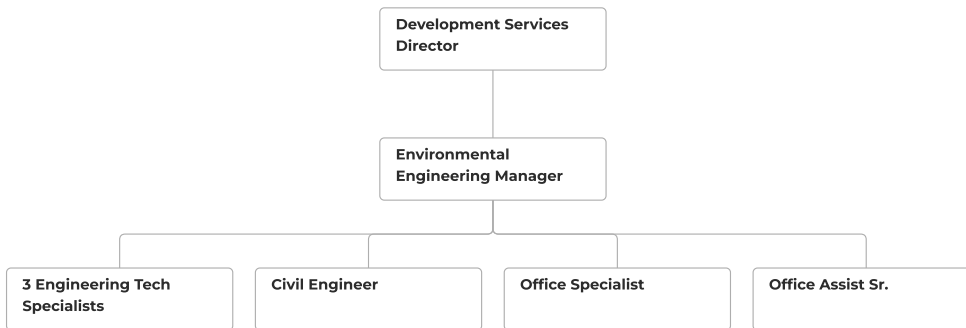 Development Services
Director
Environmental
Engineering Manager
3 Engineering Tech
Specialists
Civil Engineer
Office Specialist
Office Assist Sr.